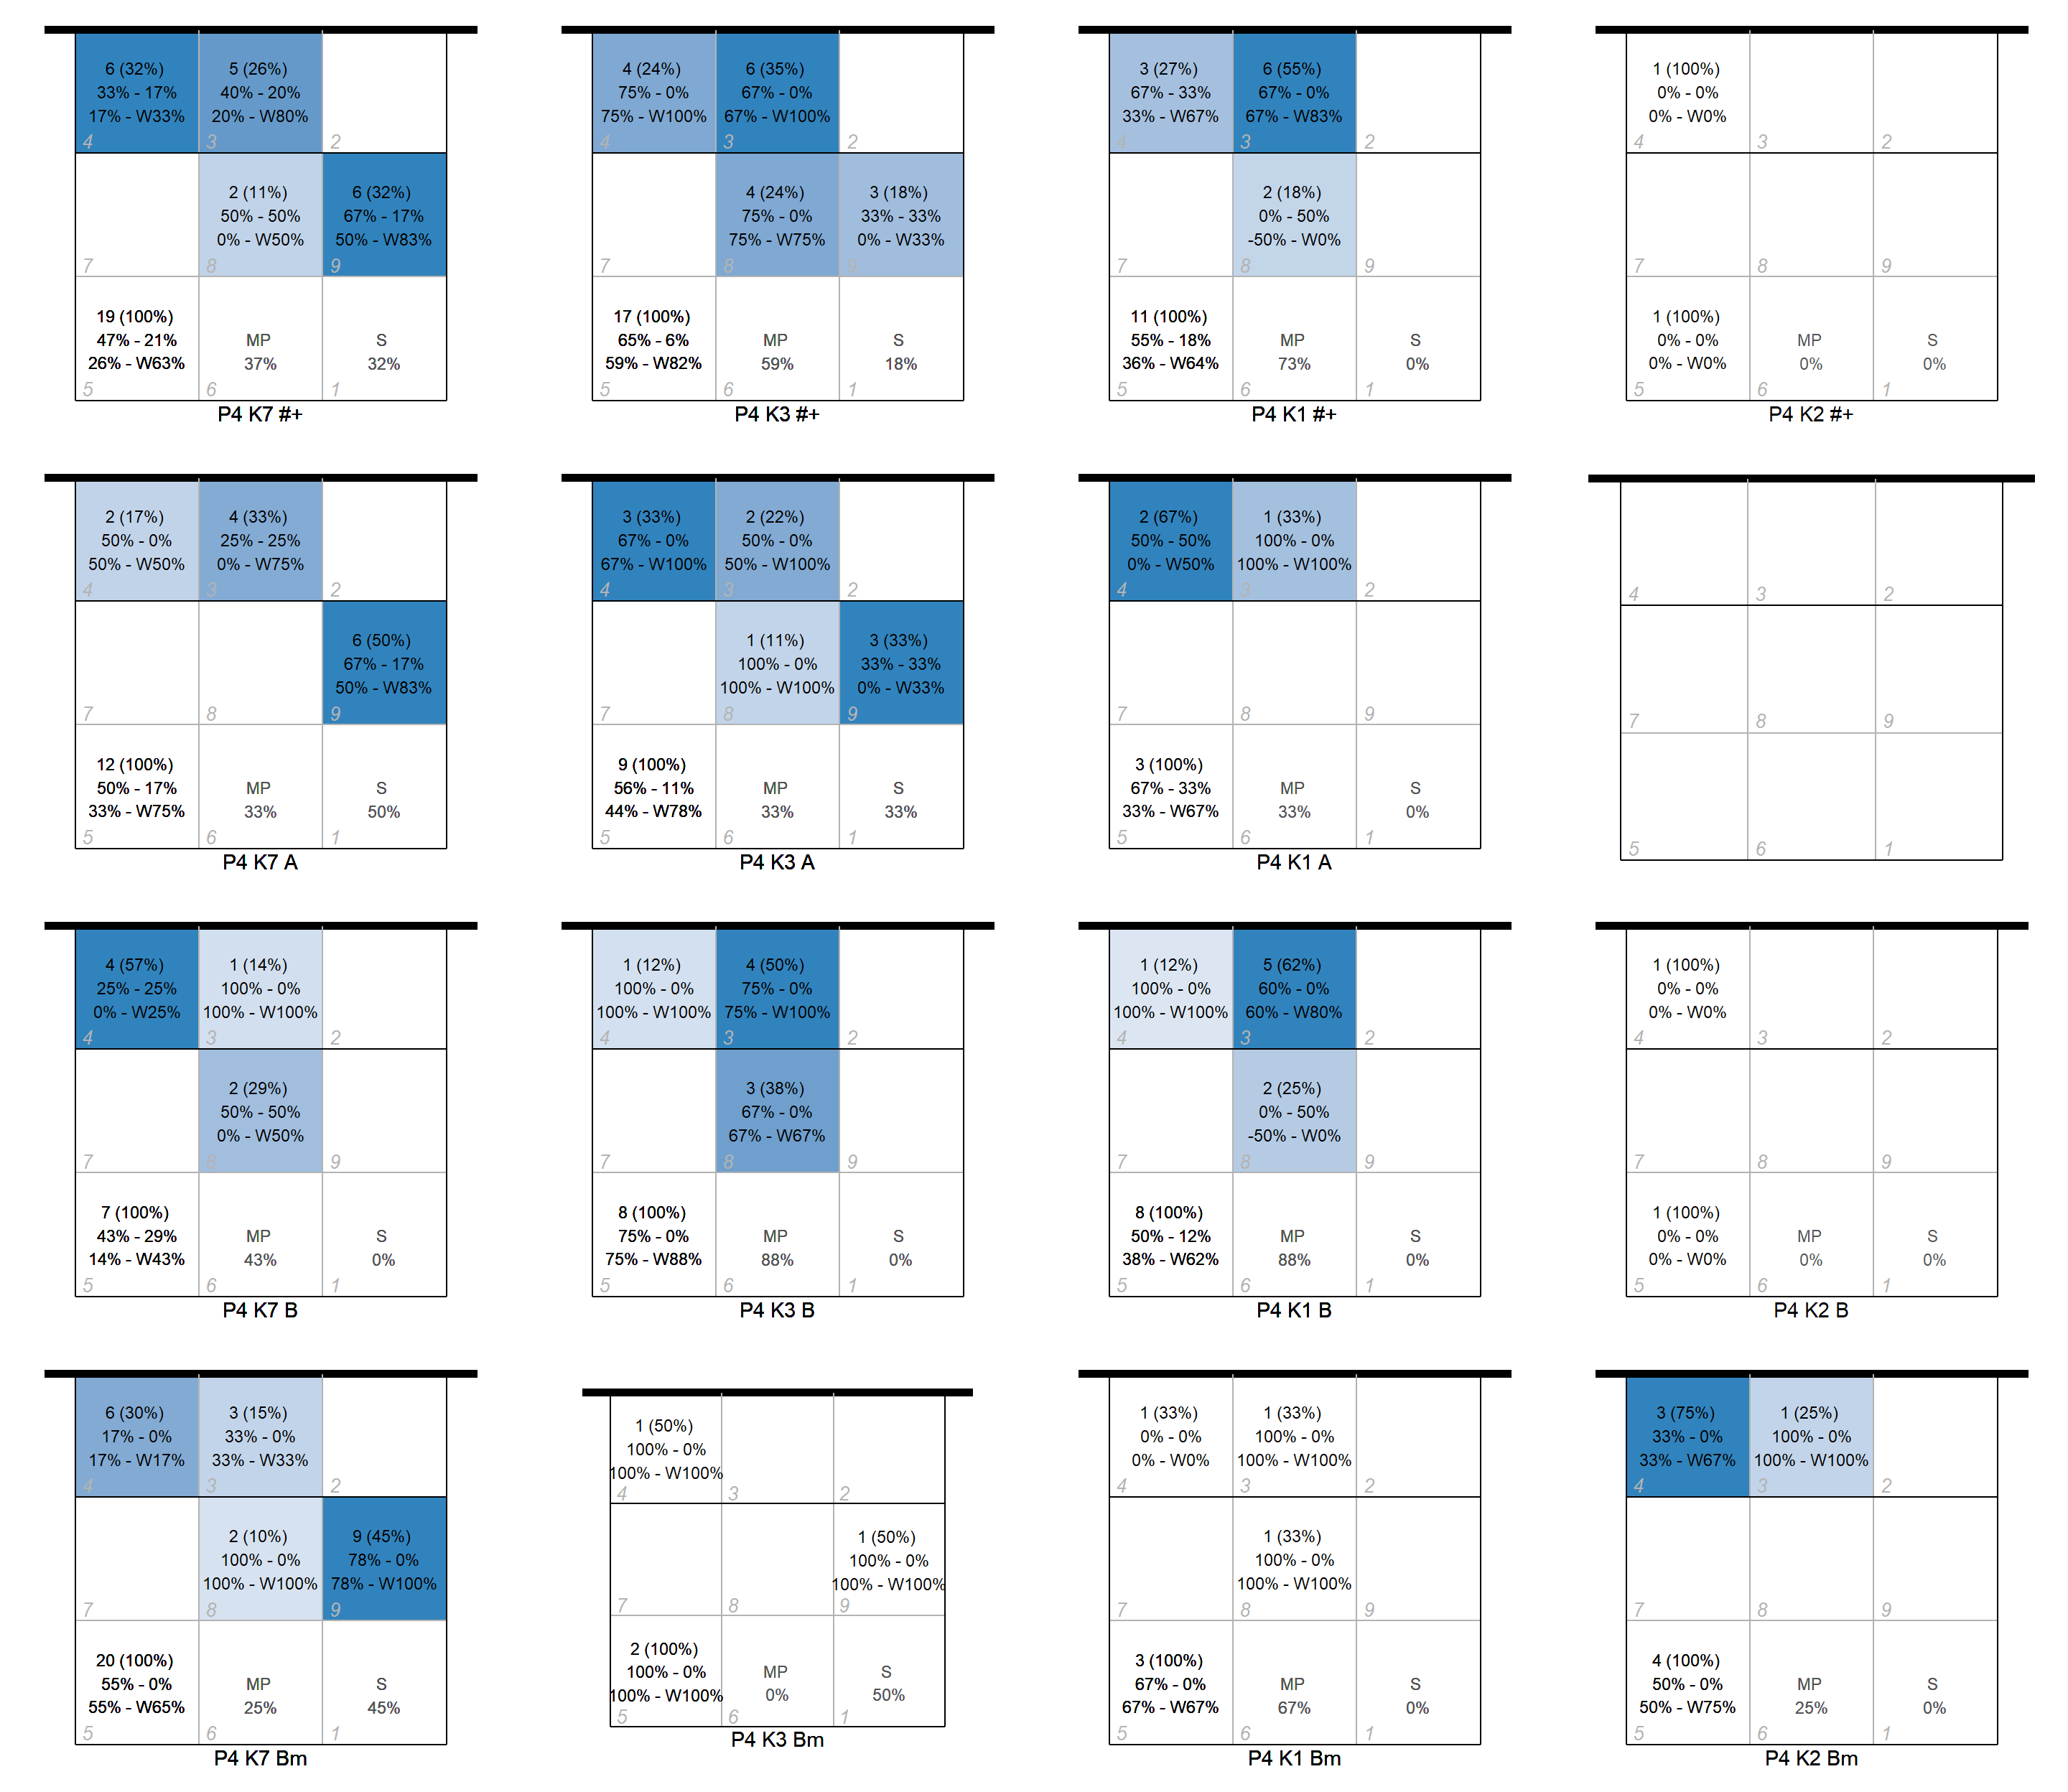 6 (32%)
33% - 17%
17% - W33%
4
5 (26%)
40% - 20%
20% - W80%
3
2
7
2 (11%)
50% - 50%
0% - W50%
8
6 (32%)
67% - 17%
50% - W83%
9
19 (100%)
47% - 21%
26% - W63%
5
MP
37%
6
S
32%
1
P4 K7 #+
4 (24%)
75% - 0%
75% - W100%
4
6 (35%)
67% - 0%
67% - W100%
3
2
7
4 (24%)
75% - 0%
75% - W75%
8
3 (18%)
33% - 33%
0% - W33%
9
17 (100%)
65% - 6%
59% - W82%
5
MP
59%
6
S
18%
1
P4 K3 #+
3 (27%)
67% - 33%
33% - W67%
4
6 (55%)
67% - 0%
67% - W83%
3
2
7
2 (18%)
0% - 50%
-50% - W0%
8
9
11 (100%)
55% - 18%
36% - W64%
5
MP
73%
6
S
0%
1
P4 K1 #+
1 (100%)
0% - 0%
0% - W0%
4
3
2
7
8
9
1 (100%)
0% - 0%
0% - W0%
5
MP
0%
6
S
0%
1
P4 K2 #+
2 (17%)
50% - 0%
50% - W50%
4
4 (33%)
25% - 25%
0% - W75%
3
2
7
8
6 (50%)
67% - 17%
50% - W83%
9
12 (100%)
50% - 17%
33% - W75%
5
MP
33%
6
S
50%
1
P4 K7 A
3 (33%)
67% - 0%
67% - W100%
4
2 (22%)
50% - 0%
50% - W100%
3
2
7
1 (11%)
100% - 0%
100% - W100%
8
3 (33%)
33% - 33%
0% - W33%
9
9 (100%)
56% - 11%
44% - W78%
5
MP
33%
6
S
33%
1
P4 K3 A
2 (67%)
50% - 50%
0% - W50%
4
1 (33%)
100% - 0%
100% - W100%
3
2
7
8
9
3 (100%)
67% - 33%
33% - W67%
5
MP
33%
6
S
0%
1
P4 K1 A
4
3
2
7
8
9
5
6
1
4 (57%)
25% - 25%
0% - W25%
4
1 (14%)
100% - 0%
100% - W100%
3
2
7
2 (29%)
50% - 50%
0% - W50%
8
9
7 (100%)
43% - 29%
14% - W43%
5
MP
43%
6
S
0%
1
P4 K7 B
1 (12%)
100% - 0%
100% - W100%
4
4 (50%)
75% - 0%
75% - W100%
3
2
7
3 (38%)
67% - 0%
67% - W67%
8
9
8 (100%)
75% - 0%
75% - W88%
5
MP
88%
6
S
0%
1
P4 K3 B
1 (12%)
100% - 0%
100% - W100%
4
5 (62%)
60% - 0%
60% - W80%
3
2
7
2 (25%)
0% - 50%
-50% - W0%
8
9
8 (100%)
50% - 12%
38% - W62%
5
MP
88%
6
S
0%
1
P4 K1 B
1 (100%)
0% - 0%
0% - W0%
4
3
2
7
8
9
1 (100%)
0% - 0%
0% - W0%
5
MP
0%
6
S
0%
1
P4 K2 B
6 (30%)
17% - 0%
17% - W17%
4
3 (15%)
33% - 0%
33% - W33%
3
2
7
2 (10%)
100% - 0%
100% - W100%
8
9 (45%)
78% - 0%
78% - W100%
9
20 (100%)
55% - 0%
55% - W65%
5
MP
25%
6
S
45%
1
P4 K7 Bm
1 (50%)
100% - 0%
100% - W100%
4
3
2
7
8
1 (50%)
100% - 0%
100% - W100%
9
2 (100%)
100% - 0%
100% - W100%
5
MP
0%
6
S
50%
1
P4 K3 Bm
1 (33%)
0% - 0%
0% - W0%
4
1 (33%)
100% - 0%
100% - W100%
3
2
7
1 (33%)
100% - 0%
100% - W100%
8
9
3 (100%)
67% - 0%
67% - W67%
5
MP
67%
6
S
0%
1
P4 K1 Bm
3 (75%)
33% - 0%
33% - W67%
4
1 (25%)
100% - 0%
100% - W100%
3
2
7
8
9
4 (100%)
50% - 0%
50% - W75%
5
MP
25%
6
S
0%
1
P4 K2 Bm